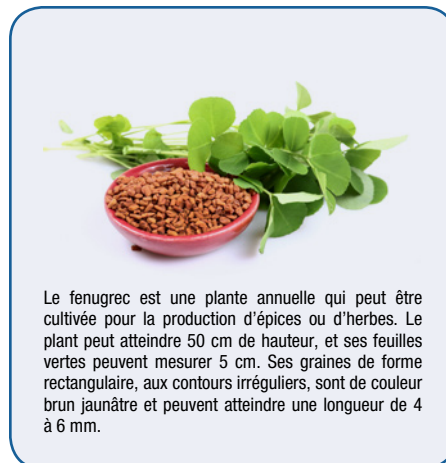 Le fenugrec est une plante annuelle qui peut être
cultivée pour la production d'épices ou d'herbes. Le
plant peut atteindre 50 cm de hauteur, et ses feuilles
vertes peuvent mesurer 5 cm. Ses graines de forme
rectangulaire, aux contours irréguliers, sont de couleur
brun jaunâtre et peuvent atteindre une longueur de 4
à 6 mm.